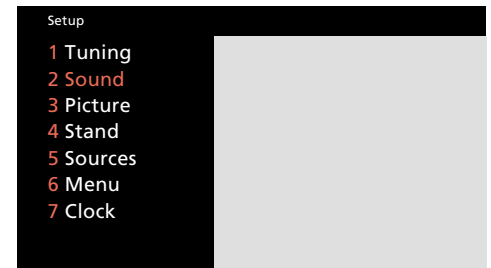 Setup
1 Tuning
2 Sound
3 Picture
4 Stand
5 Sources
6 Menu
7 Clock